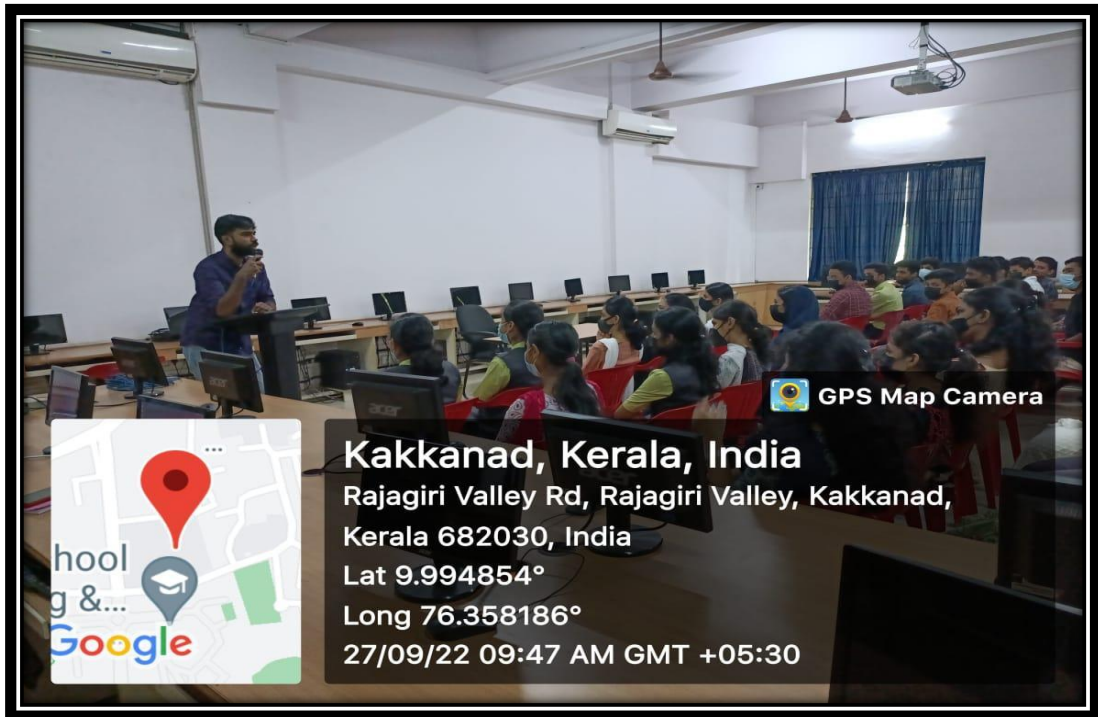 acer
GPS Map Camera
Kakkanad, Kerala, India
Rajagiri Valley Rd, Rajagiri Valley, Kakkanad,
Kerala 682030, India
Lat 9.994854°
Long 76.358186°
27/09/22 09:47 AM GMT +05:30
...
hool
g &...
Google